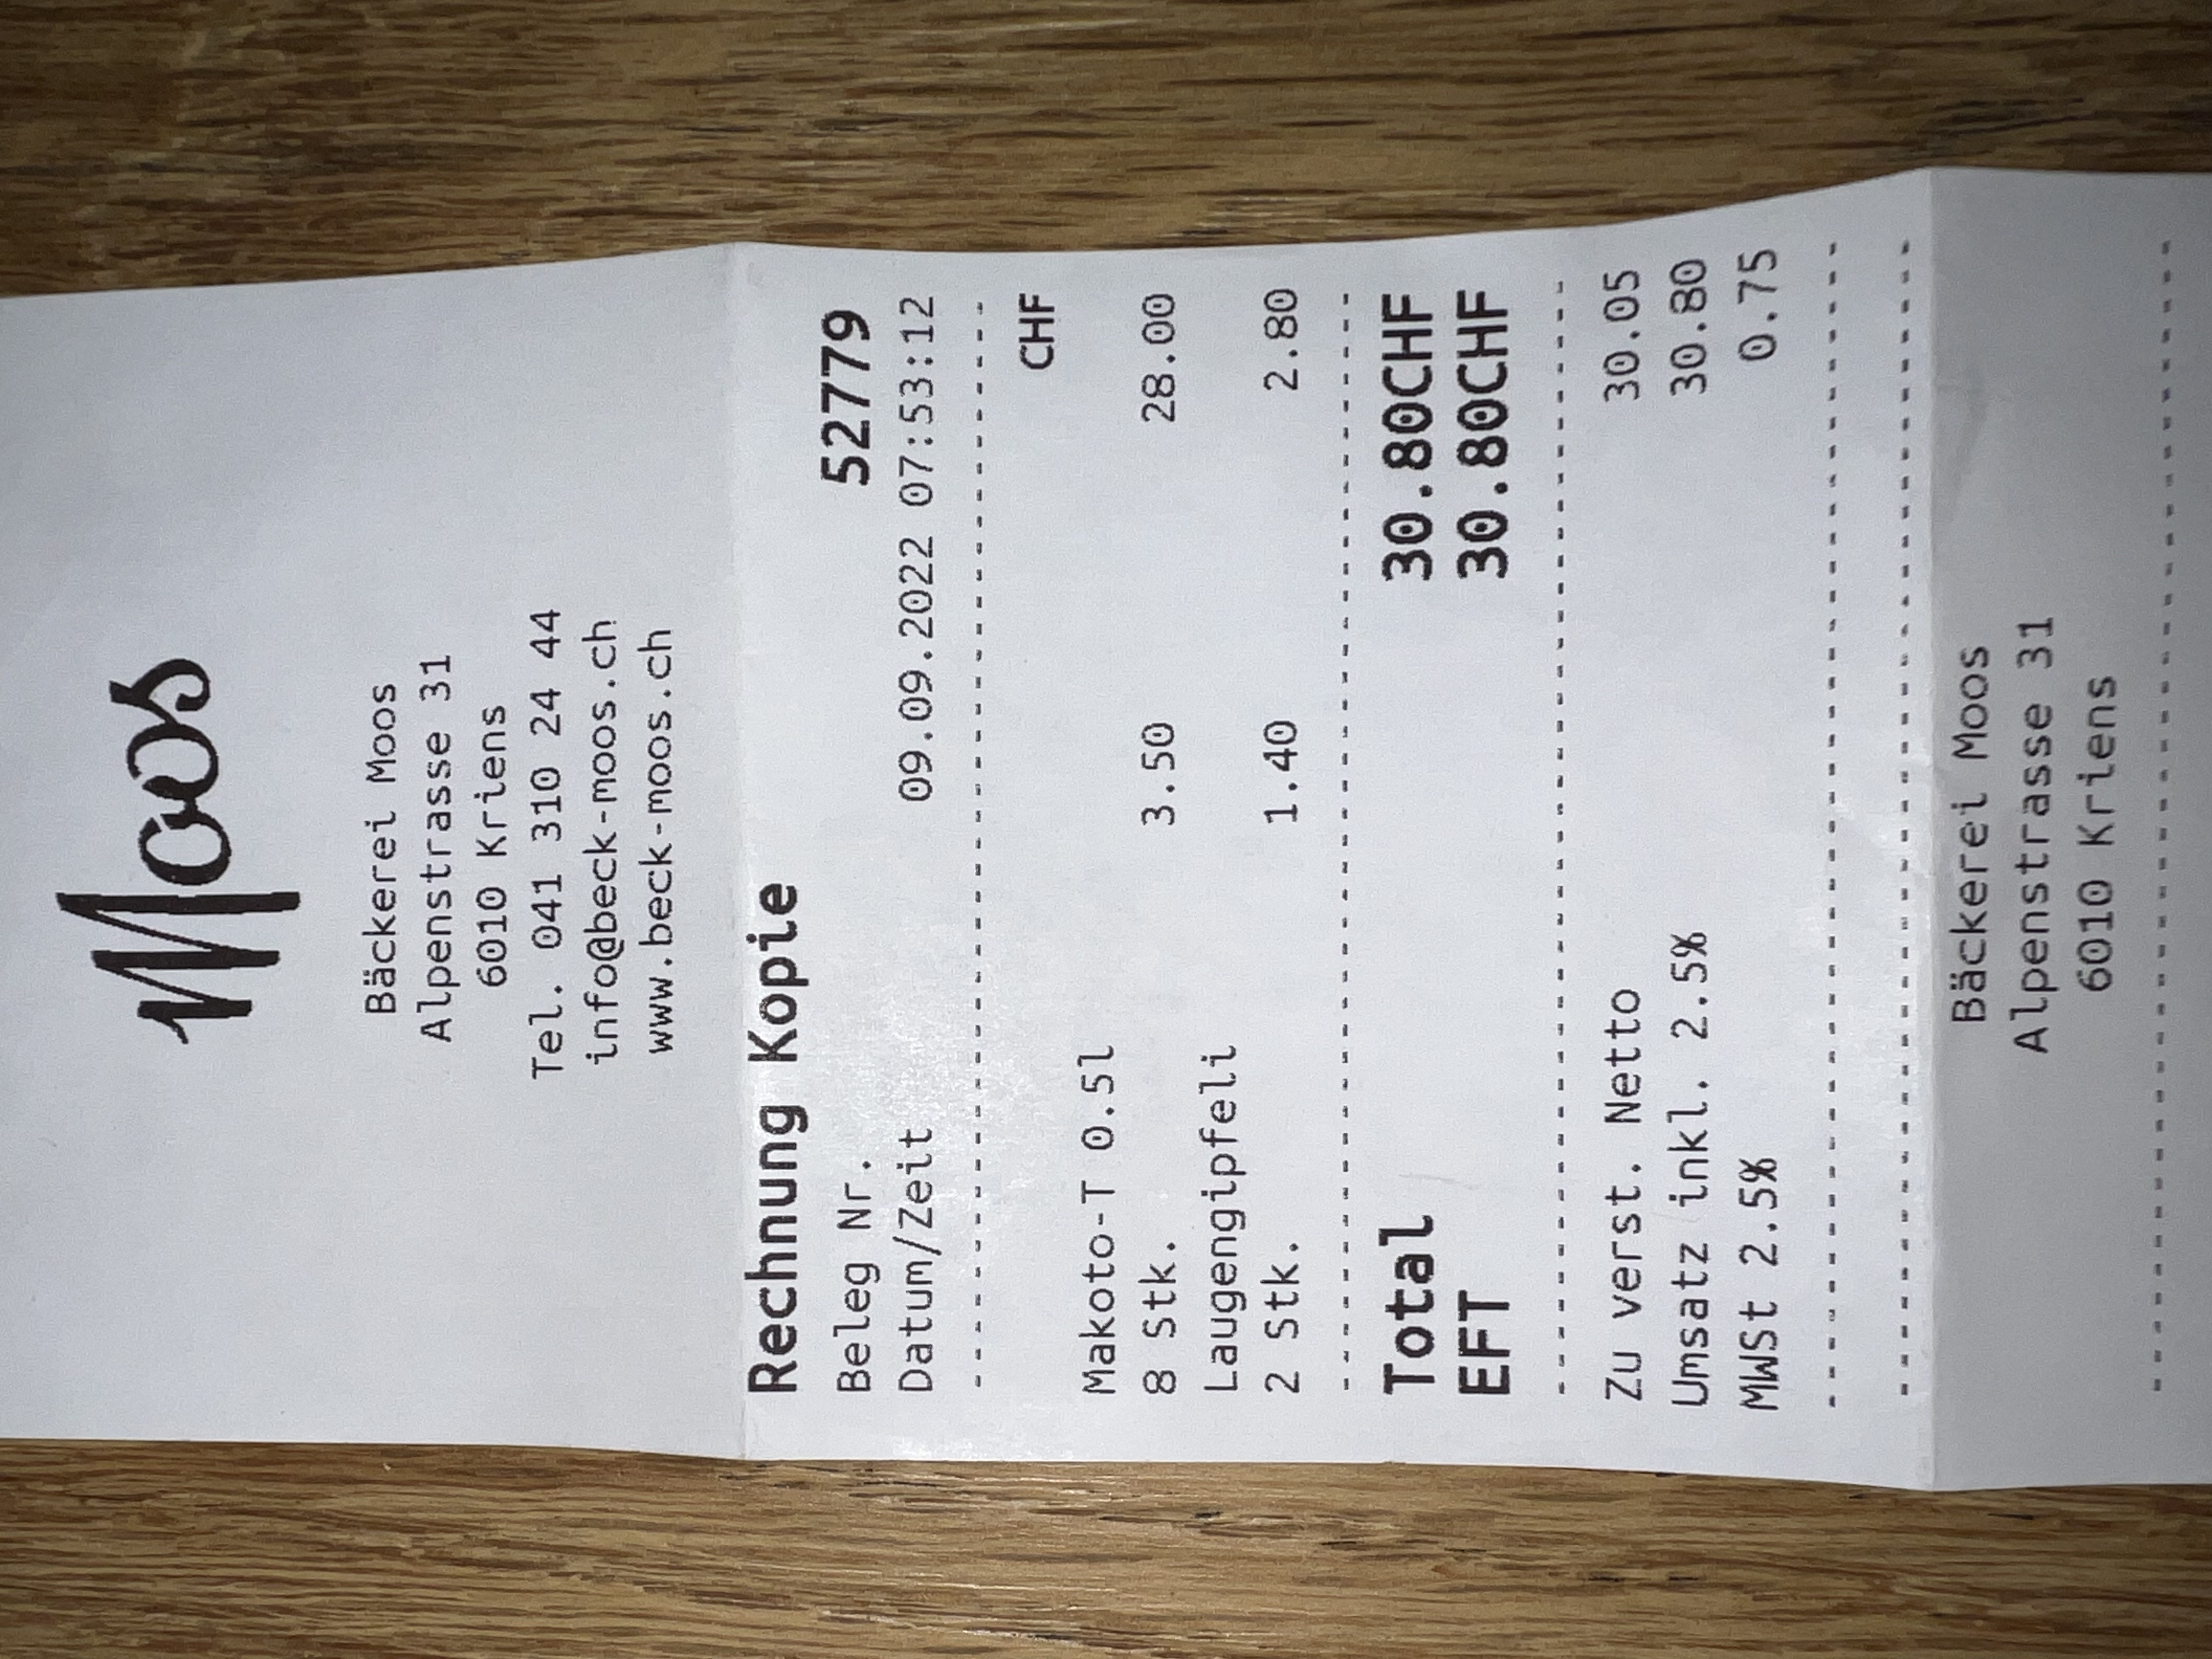 Moos
Bäckerei Moos
Alpenstrasse 31
6010 Kriens
Tel. 041 310 24 44
info@beck-moos.ch
www.beck-moos.ch
Rechnung Kopie
Beleg Nr. 52779
Datum/Zeit 09.09.2022 07:53:12
CHF
Makoto-T 0.5l
8 Stk. 3.50 28.00
Laugengipfeli
2 Stk. 1.40 2.80
Total 30.80CHF
EFT 30.80CHF
Zu verst. Netto 30.05
Umsatz inkl. 2.5% 30.80
MWSt 2.5% 0.75
Bäckerei Moos
Alpenstrasse 31
6010 Kriens